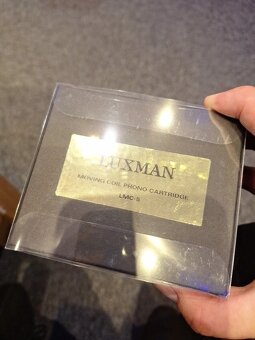 LUXMAN
MOVING COIL PHONO CARTRIDGE
LMC-5